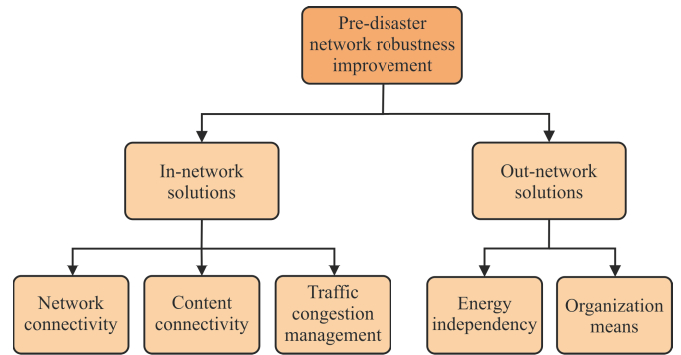 Pre-disaster
network robustness
improvement
In-network
solutions
Out-network
solutions
Network
connectivity
Content
connectivity
Traffic
congestion
management
Energy
independency
Organization
means